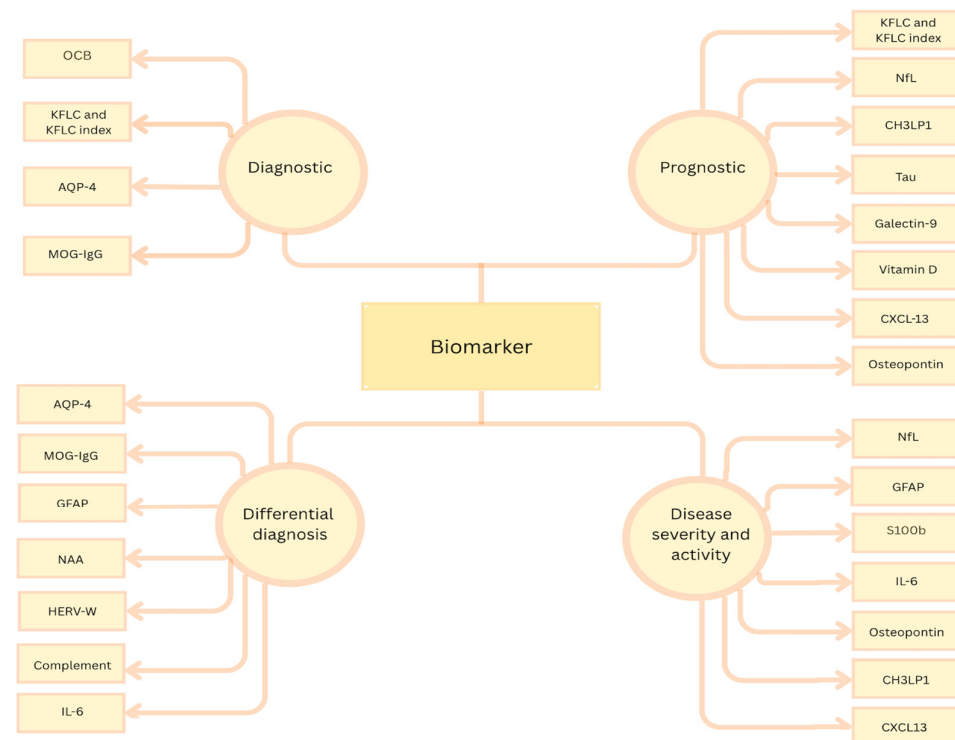 OCB
KFLC and
KFLC index
AQP-4
MOG-IgG
Diagnostic
Prognostic
KFLC and
KFLC index
NfL
CH3LP1
Tau
Galectin-9
Vitamin D
CXCL-13
Osteopontin
Biomarker
AQP-4
MOG-IgG
GFAP
NAA
HERV-W
Complement
IL-6
Differential
diagnosis
Disease
severity and
activity
NfL
GFAP
S100b
IL-6
Osteopontin
CH3LP1
CXCL13